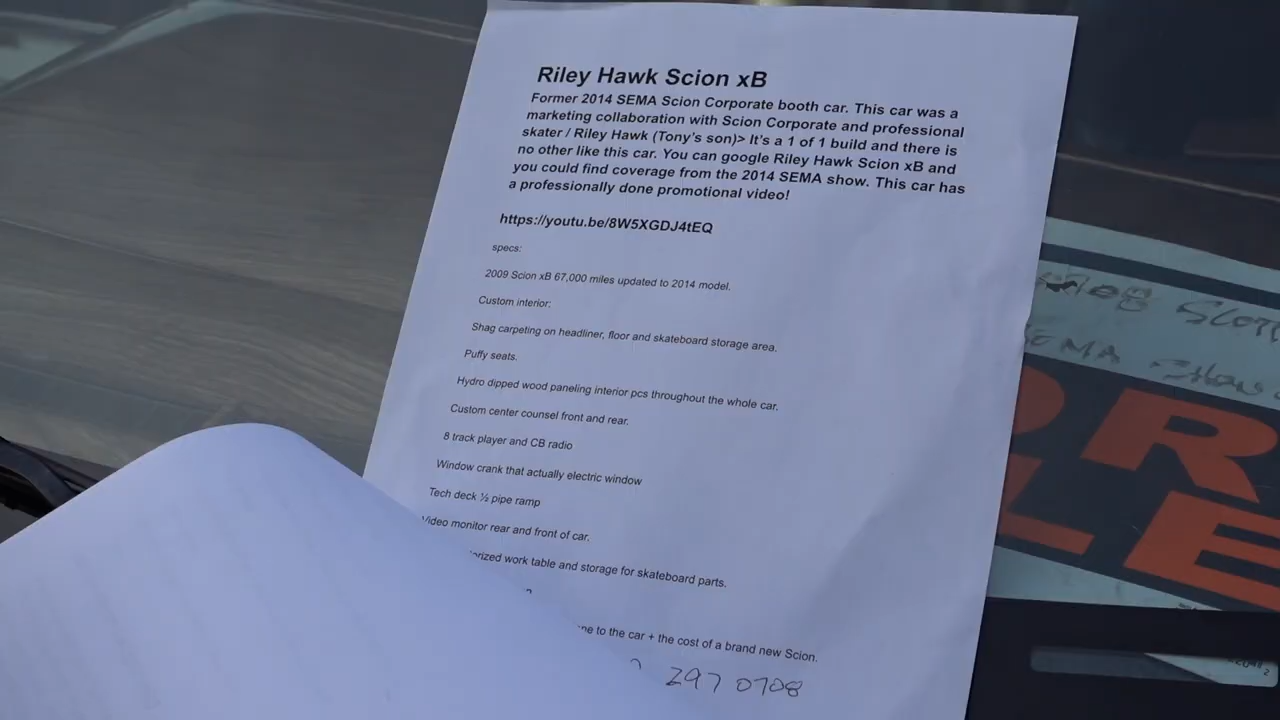 Riley Hawk Scion xB
Former 2014 SEMA Scion Corporate booth car. This car was a
marketing collaboration with Scion Corporate and professional
skater / Riley Hawk (Tony's son)> It's a 1 of 1 build and there is
no other like this car. You can google Riley Hawk Scion xB and
you could find coverage from the 2014 SEMA show. This car has
a professionally done promotional video!
https://youtu.be/8W5XGDJ4tEQ
specs:
2009 Scion xB 67,000 miles updated to 2014 model.
Custom interior:
Shag carpeting on headliner, floor and skateboard storage area.
Puffy seats.
Hydro dipped wood paneling interior pcs throughout the whole car.
Custom center counsel front and rear.
8 track player and CB radio
Window crank that actually electric window
Tech deck ½ pipe ramp
Video monitor rear and front of car.
work table and storage for skateboard parts.
to the car + the cost of a brand new Scion.
297 0708
SEMA Show
R
LE